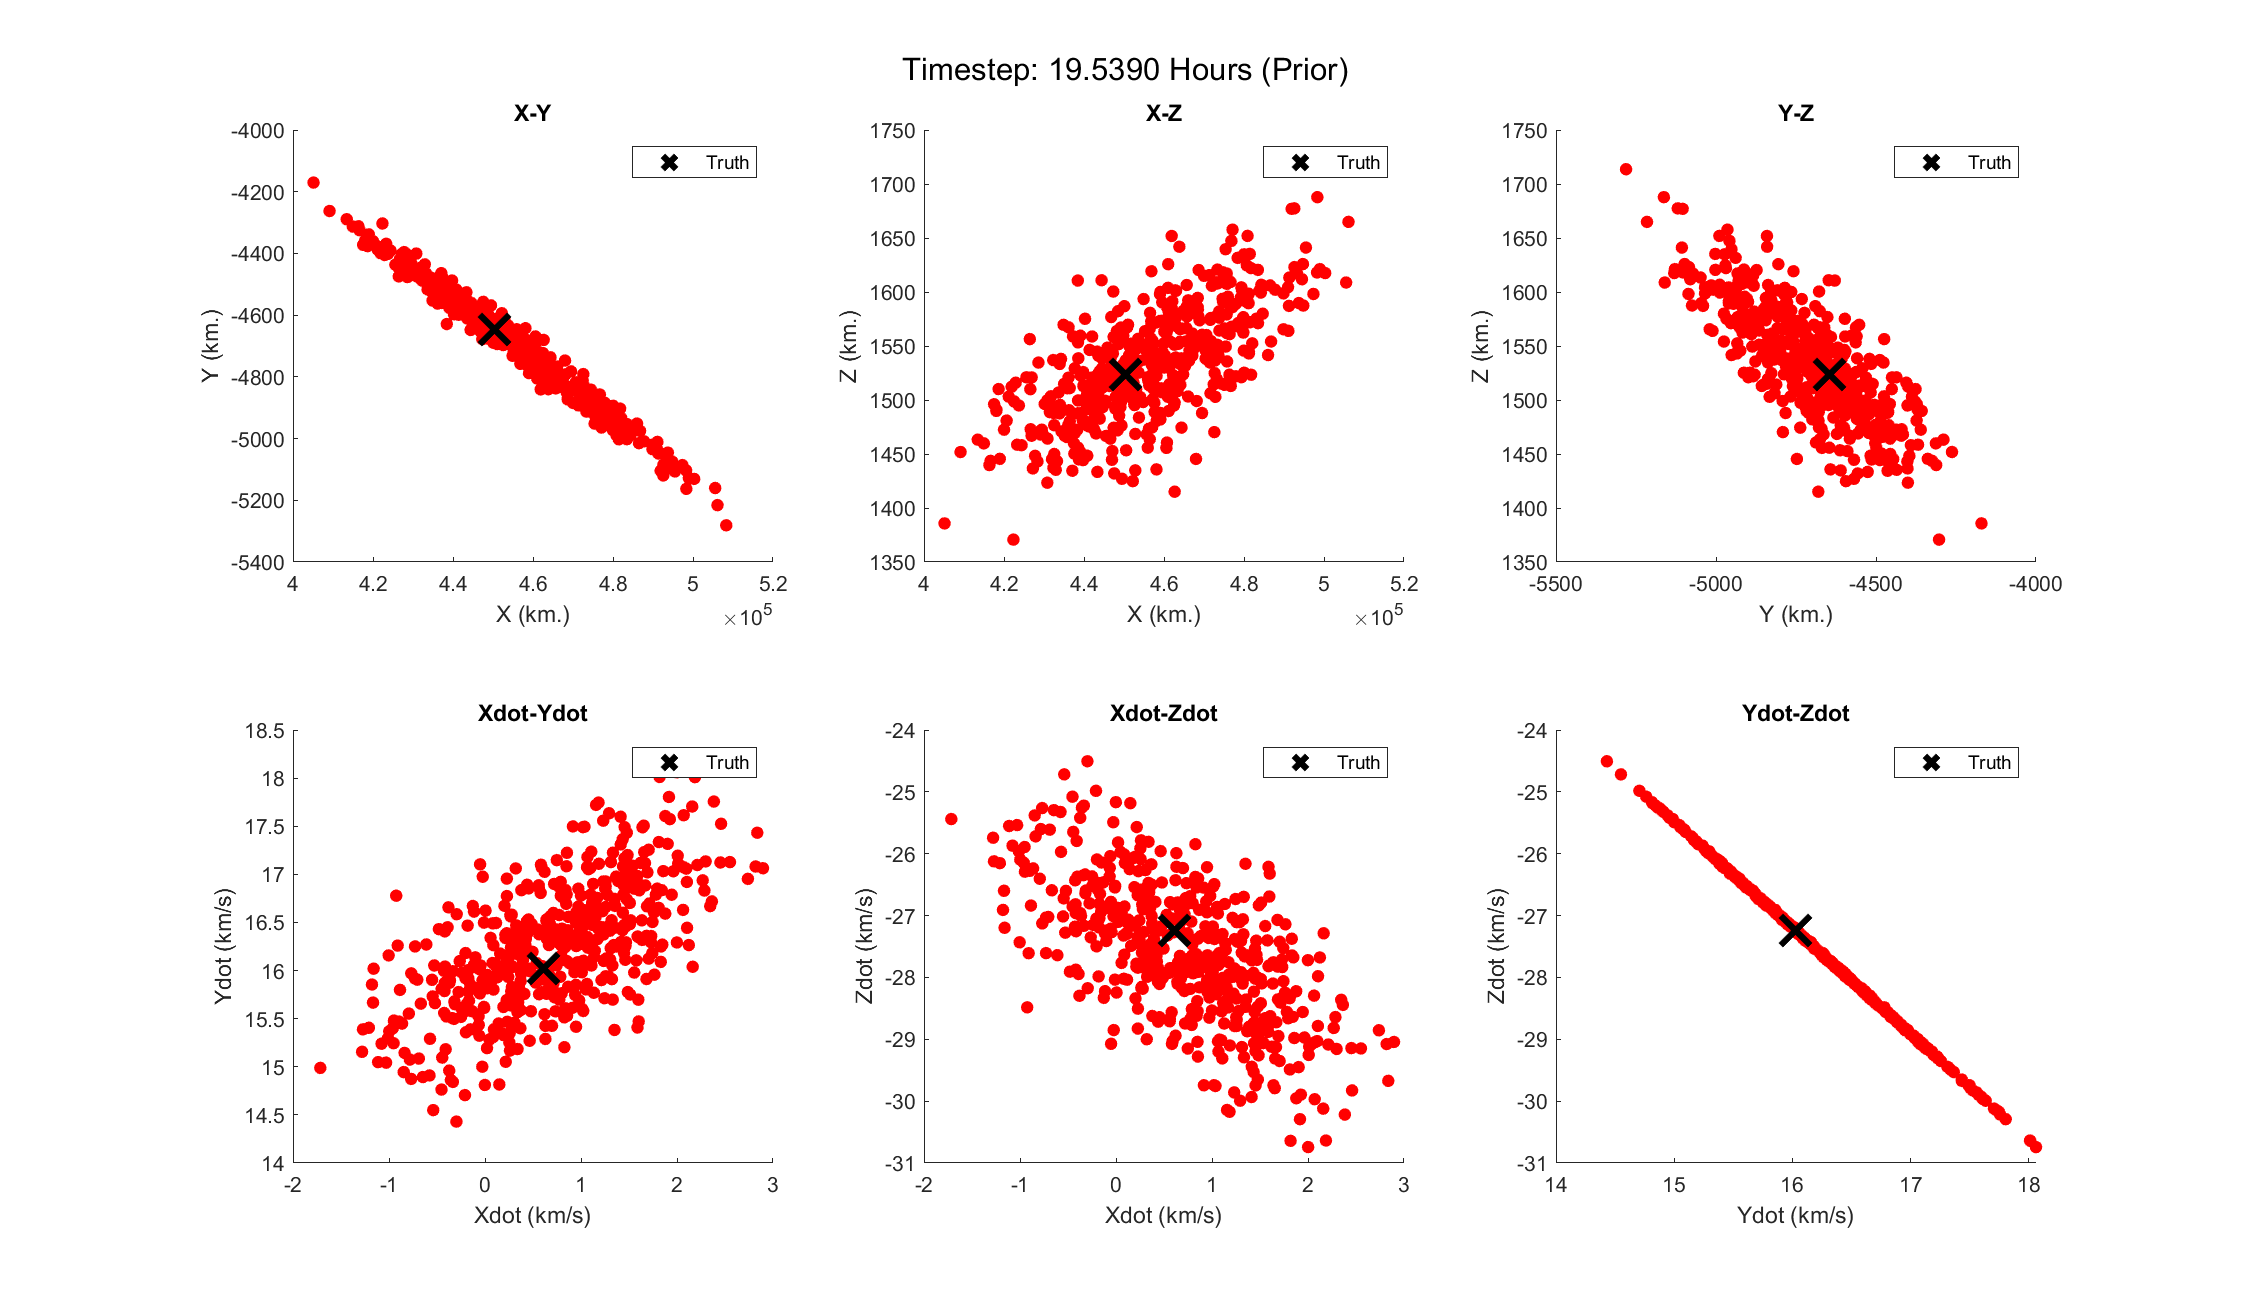 Timestep: 19.5390 Hours (Prior)
X-Y
Truth
-4000
-4200
-4400
-4600
-4800
-5000
-5200
-5400
Y (km.)
4 4.2 4.4 4.6 4.8 5 5.2
X (km.)
×10^5
X-Z
Truth
1750
1700
1650
1600
1550
1500
1450
1400
1350
Z (km.)
4 4.2 4.4 4.6 4.8 5 5.2
X (km.)
×10^5
Y-Z
Truth
1750
1700
1650
1600
1550
1500
1450
1400
1350
Z (km.)
-5500 -5000 -4500 -4000
Y (km.)
Xdot-Ydot
Truth
18.5
18
17.5
17
16.5
16
15.5
15
14.5
14
Ydot (km/s)
-2 -1 0 1 2 3
Xdot (km/s)
Xdot-Zdot
Truth
-24
-25
-26
-27
-28
-29
-30
-31
Zdot (km/s)
-2 -1 0 1 2 3
Xdot (km/s)
Ydot-Zdot
Truth
-24
-25
-26
-27
-28
-29
-30
-31
Zdot (km/s)
14 15 16 17 18
Ydot (km/s)